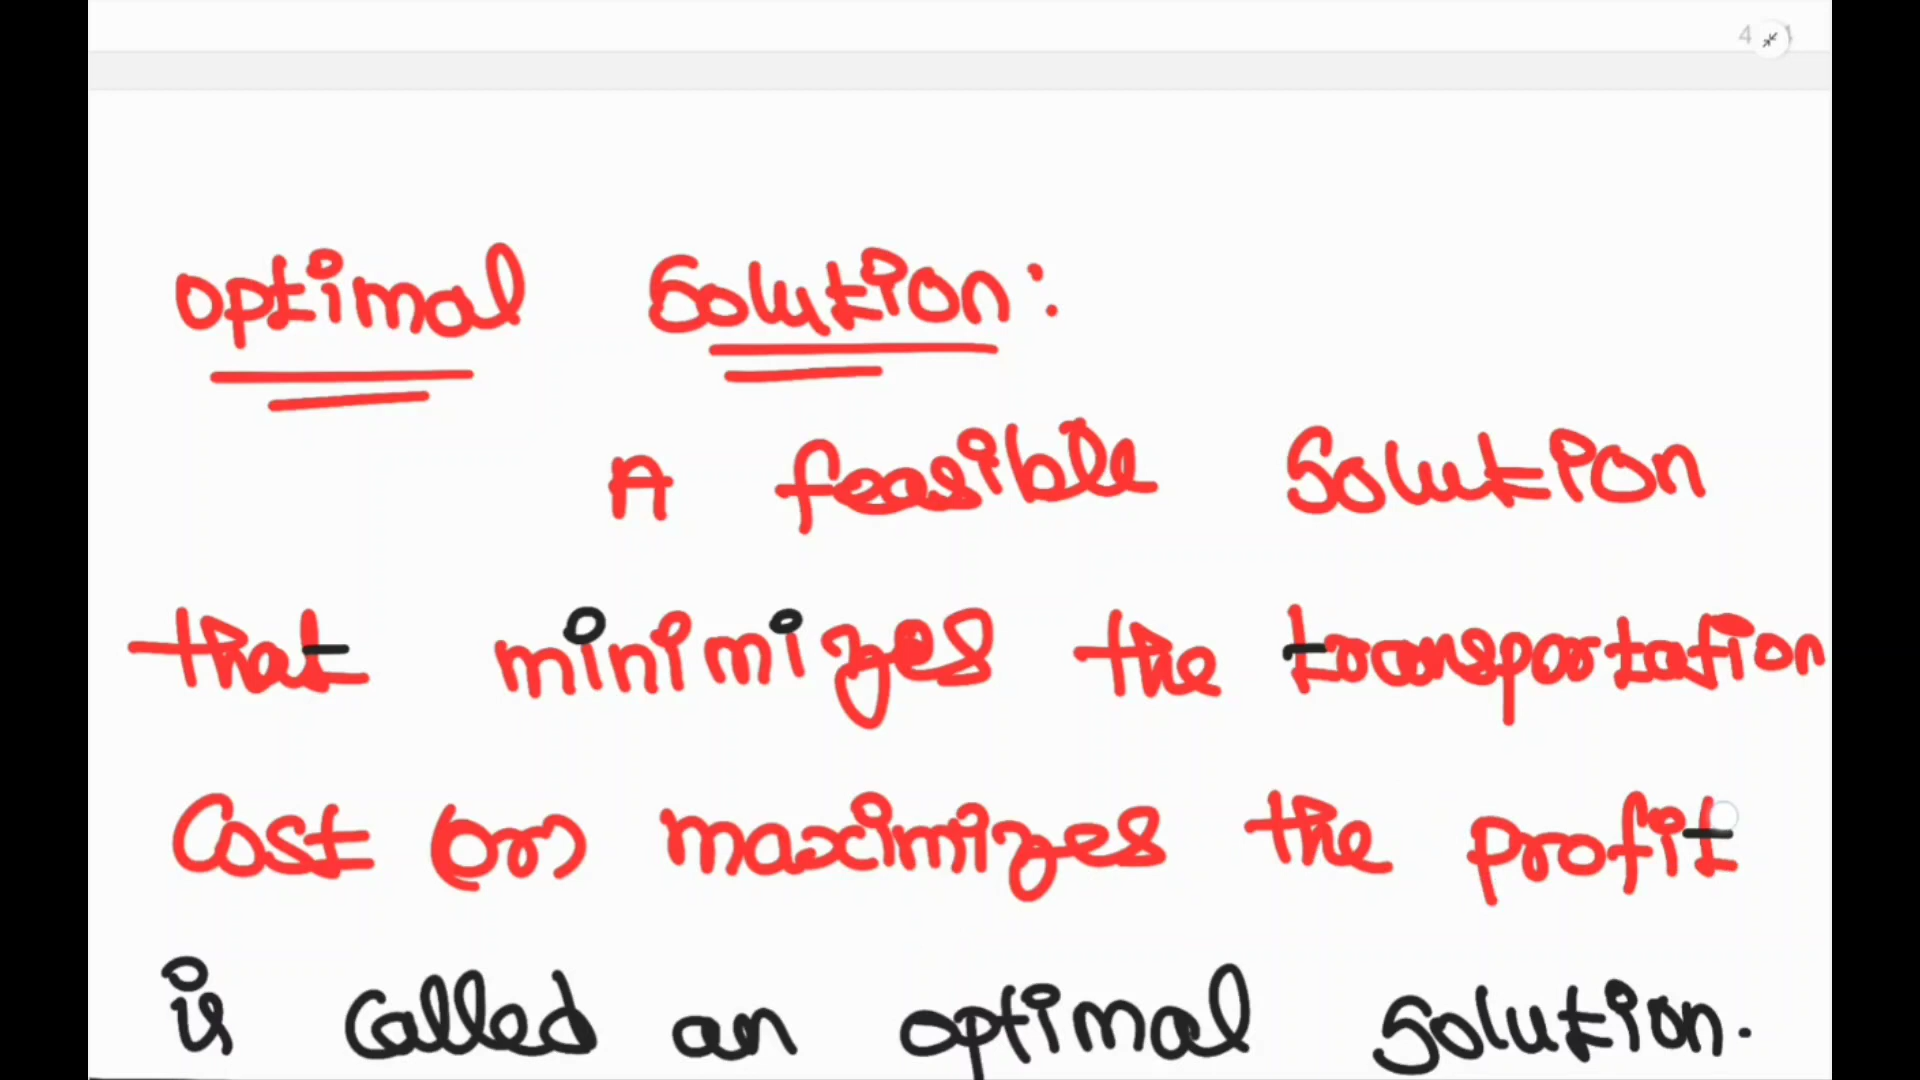 Optimal Solution:
A feasible Solution
that minimizes the transportation
Cost (or) maximizes the profit
is called an optimal solution.